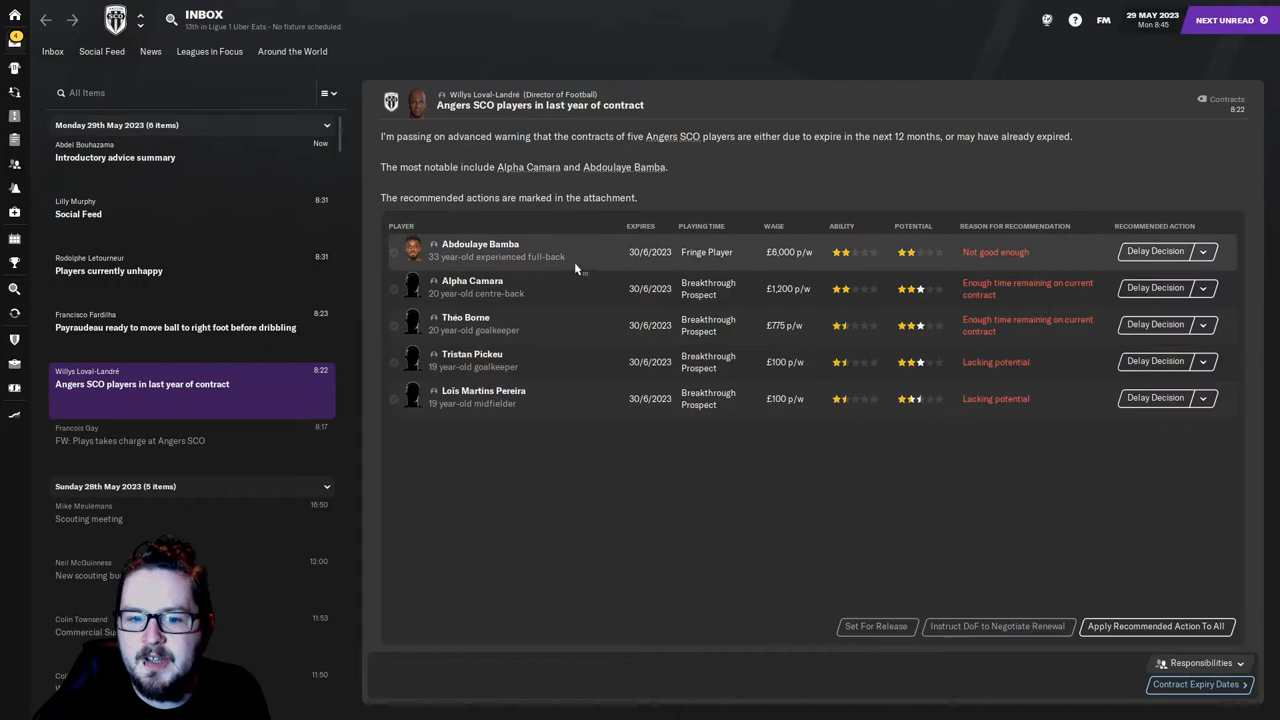 INBOX
13th in Ligue 1 Uber Eats - No fixture scheduled.
FM
29 MAY 2023
Mon 8:45
NEXT UNREAD
4
Inbox
Social Feed
News
Leagues in Focus
Around the World
All Items
Monday 29th May 2023 (6 items)
Abdel Bouhazama
Now
Introductory advice summary
Lilly Murphy
8:31
Social Feed
Rodolphe Letourneur
8:31
Players currently unhappy
Francisco Fardilha
8:23
Payraudeau ready to move ball to right foot before dribbling
Willys Loval-Landré
8:22
Angers SCO players in last year of contract
Francois Gay
8:17
FW: Plays takes charge at Angers SCO
Sunday 28th May 2023 (5 items)
Mike Meulemans
16:50
Scouting meeting
Neil McGuinness
12:00
New scouting bu
Colin Townsend
11:53
Commercial Su
11:50
Willys Loval-Landré (Director of Football)
Angers SCO players in last year of contract
Contracts
8:22
I'm passing on advanced warning that the contracts of five Angers SCO players are either due to expire in the next 12 months, or may have already expired.
The most notable include Alpha Camara and Abdoulaye Bamba.
The recommended actions are marked in the attachment.
PLAYER EXPIRES PLAYING TIME WAGE ABILITY POTENTIAL REASON FOR RECOMMENDATION RECOMMENDED ACTION
Abdoulaye Bamba
33 year-old experienced full-back
30/6/2023
Fringe Player
£6,000 p/w
Not good enough
Delay Decision
Alpha Camara
20 year-old centre-back
30/6/2023
Breakthrough
Prospect
£1,200 p/w
Enough time remaining on current
contract
Delay Decision
Théo Borne
20 year-old goalkeeper
30/6/2023
Breakthrough
Prospect
£775 p/w
Enough time remaining on current
contract
Delay Decision
Tristan Pickeu
19 year-old goalkeeper
30/6/2023
Breakthrough
Prospect
£100 p/w
Lacking potential
Delay Decision
Loïs Martins Pereira
19 year-old midfielder
30/6/2023
Breakthrough
Prospect
£100 p/w
Lacking potential
Delay Decision
Set For Release
Instruct DoF to Negotiate Renewal
Apply Recommended Action To All
Responsibilities
Contract Expiry Dates